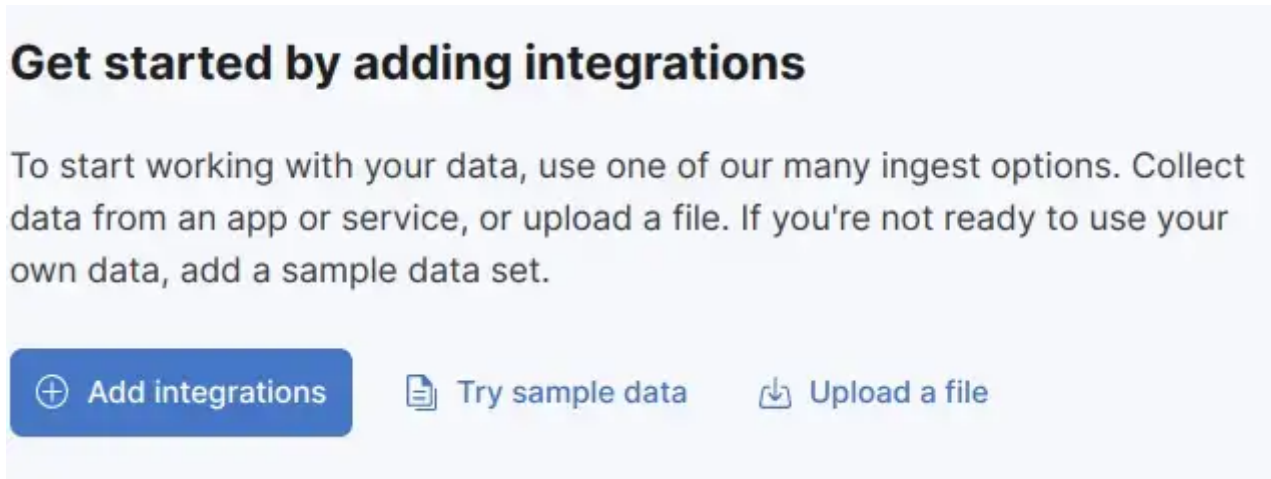 Get started by adding integrations
To start working with your data, use one of our many ingest options. Collect
data from an app or service, or upload a file. If you're not ready to use your
own data, add a sample data set.
Add integrations Try sample data Upload a file